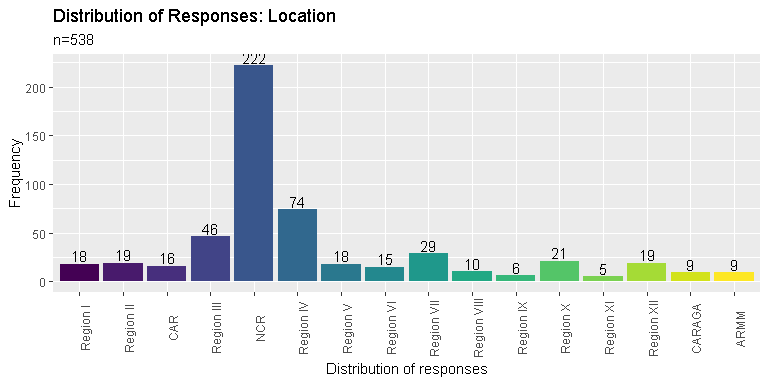 Distribution of Responses: Location
n=538
Frequency
200
150
100
50
0
18
19
16
46
222
74
18
15
29
10
6
21
5
19
9
9
Region I
Region II
CAR
Region III
NCR
Region IV
Region V
Region VI
Region VII
Region VIII
Region IX
Region X
Region XI
Region XII
CARAGA
ARMM
Distribution of responses